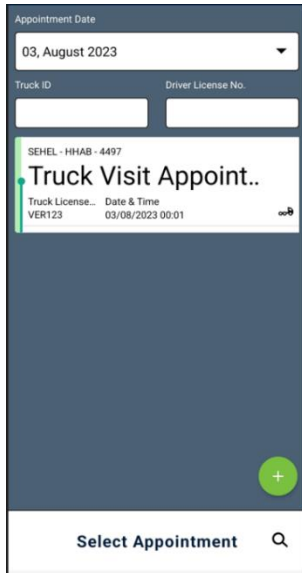 Appointment Date
03, August 2023
Truck ID Driver License No.
SEHEL - HHAB - 4497
Truck Visit Appoint..
Truck License... Date & Time
VER123 03/08/2023 00:01
+
Select Appointment